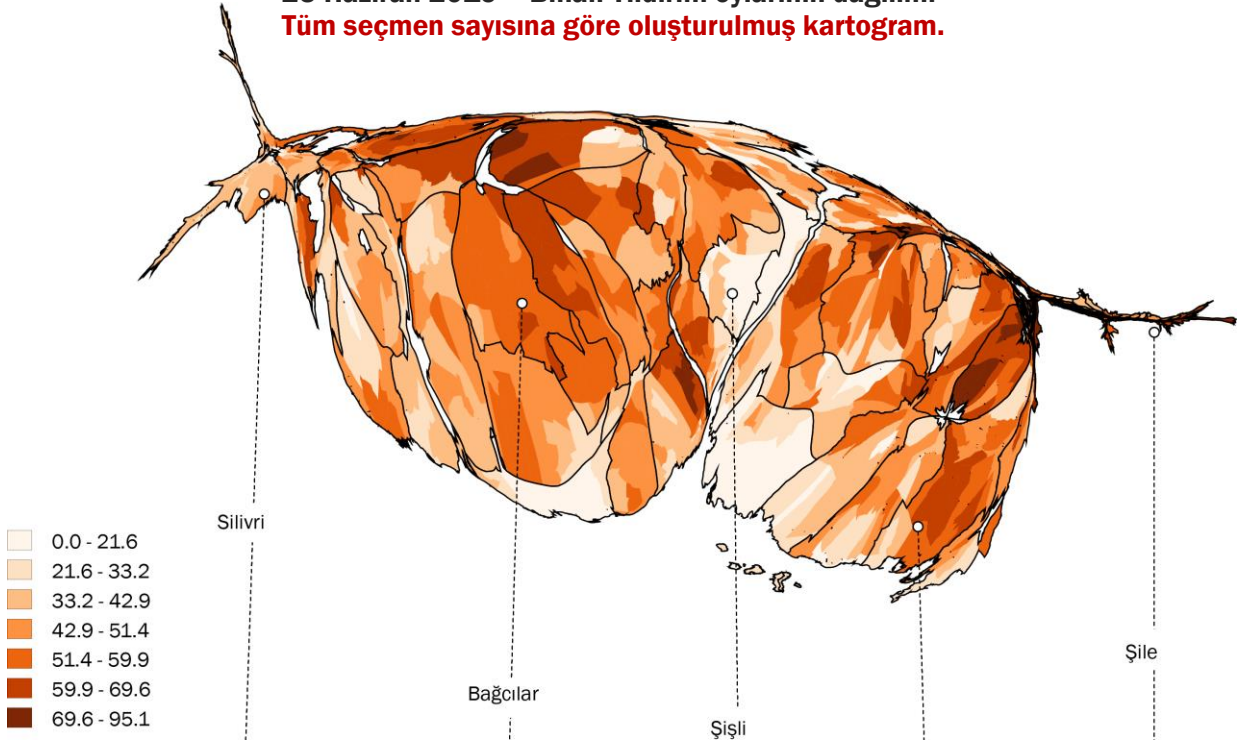 Tüm seçmen sayısına göre oluşturulmuş kartogram.
Silivri
0.0 - 21.6
21.6 - 33.2
33.2 - 42.9
42.9 - 51.4
51.4 - 59.9
59.9 - 69.6
69.6 - 95.1
Bağcılar
Şişli
Şile